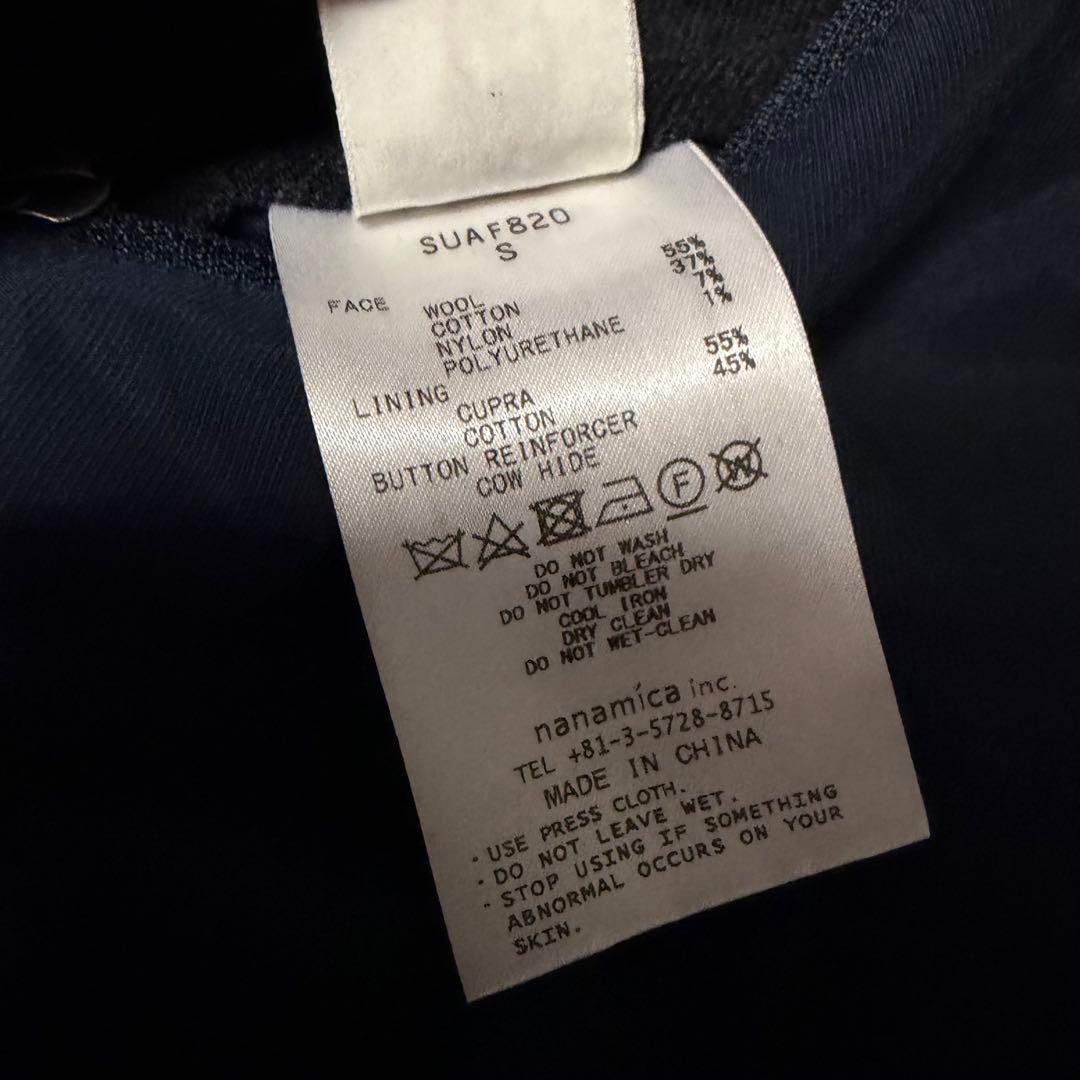 SUAF820
S
FACE WOOL 55%
COTTON 37%
NYLON 7%
POLYURETHANE 1%
LINING
CUPRA 55%
COTTON 45%
BUTTON REINFORCER
COW HIDE
F W
DO NOT WASH
DO NOT BLEACH
DO NOT TUMBLER DRY
COOL IRON
DRY CLEAN
DO NOT WET-CLEAN
nanamica inc.
TEL +81-3-5728-8715
MADE IN CHINA
・USE PRESS CLOTH.
・DO NOT LEAVE WET.
・STOP USING IF SOMETHING
ABNORMAL OCCURS ON YOUR
SKIN.